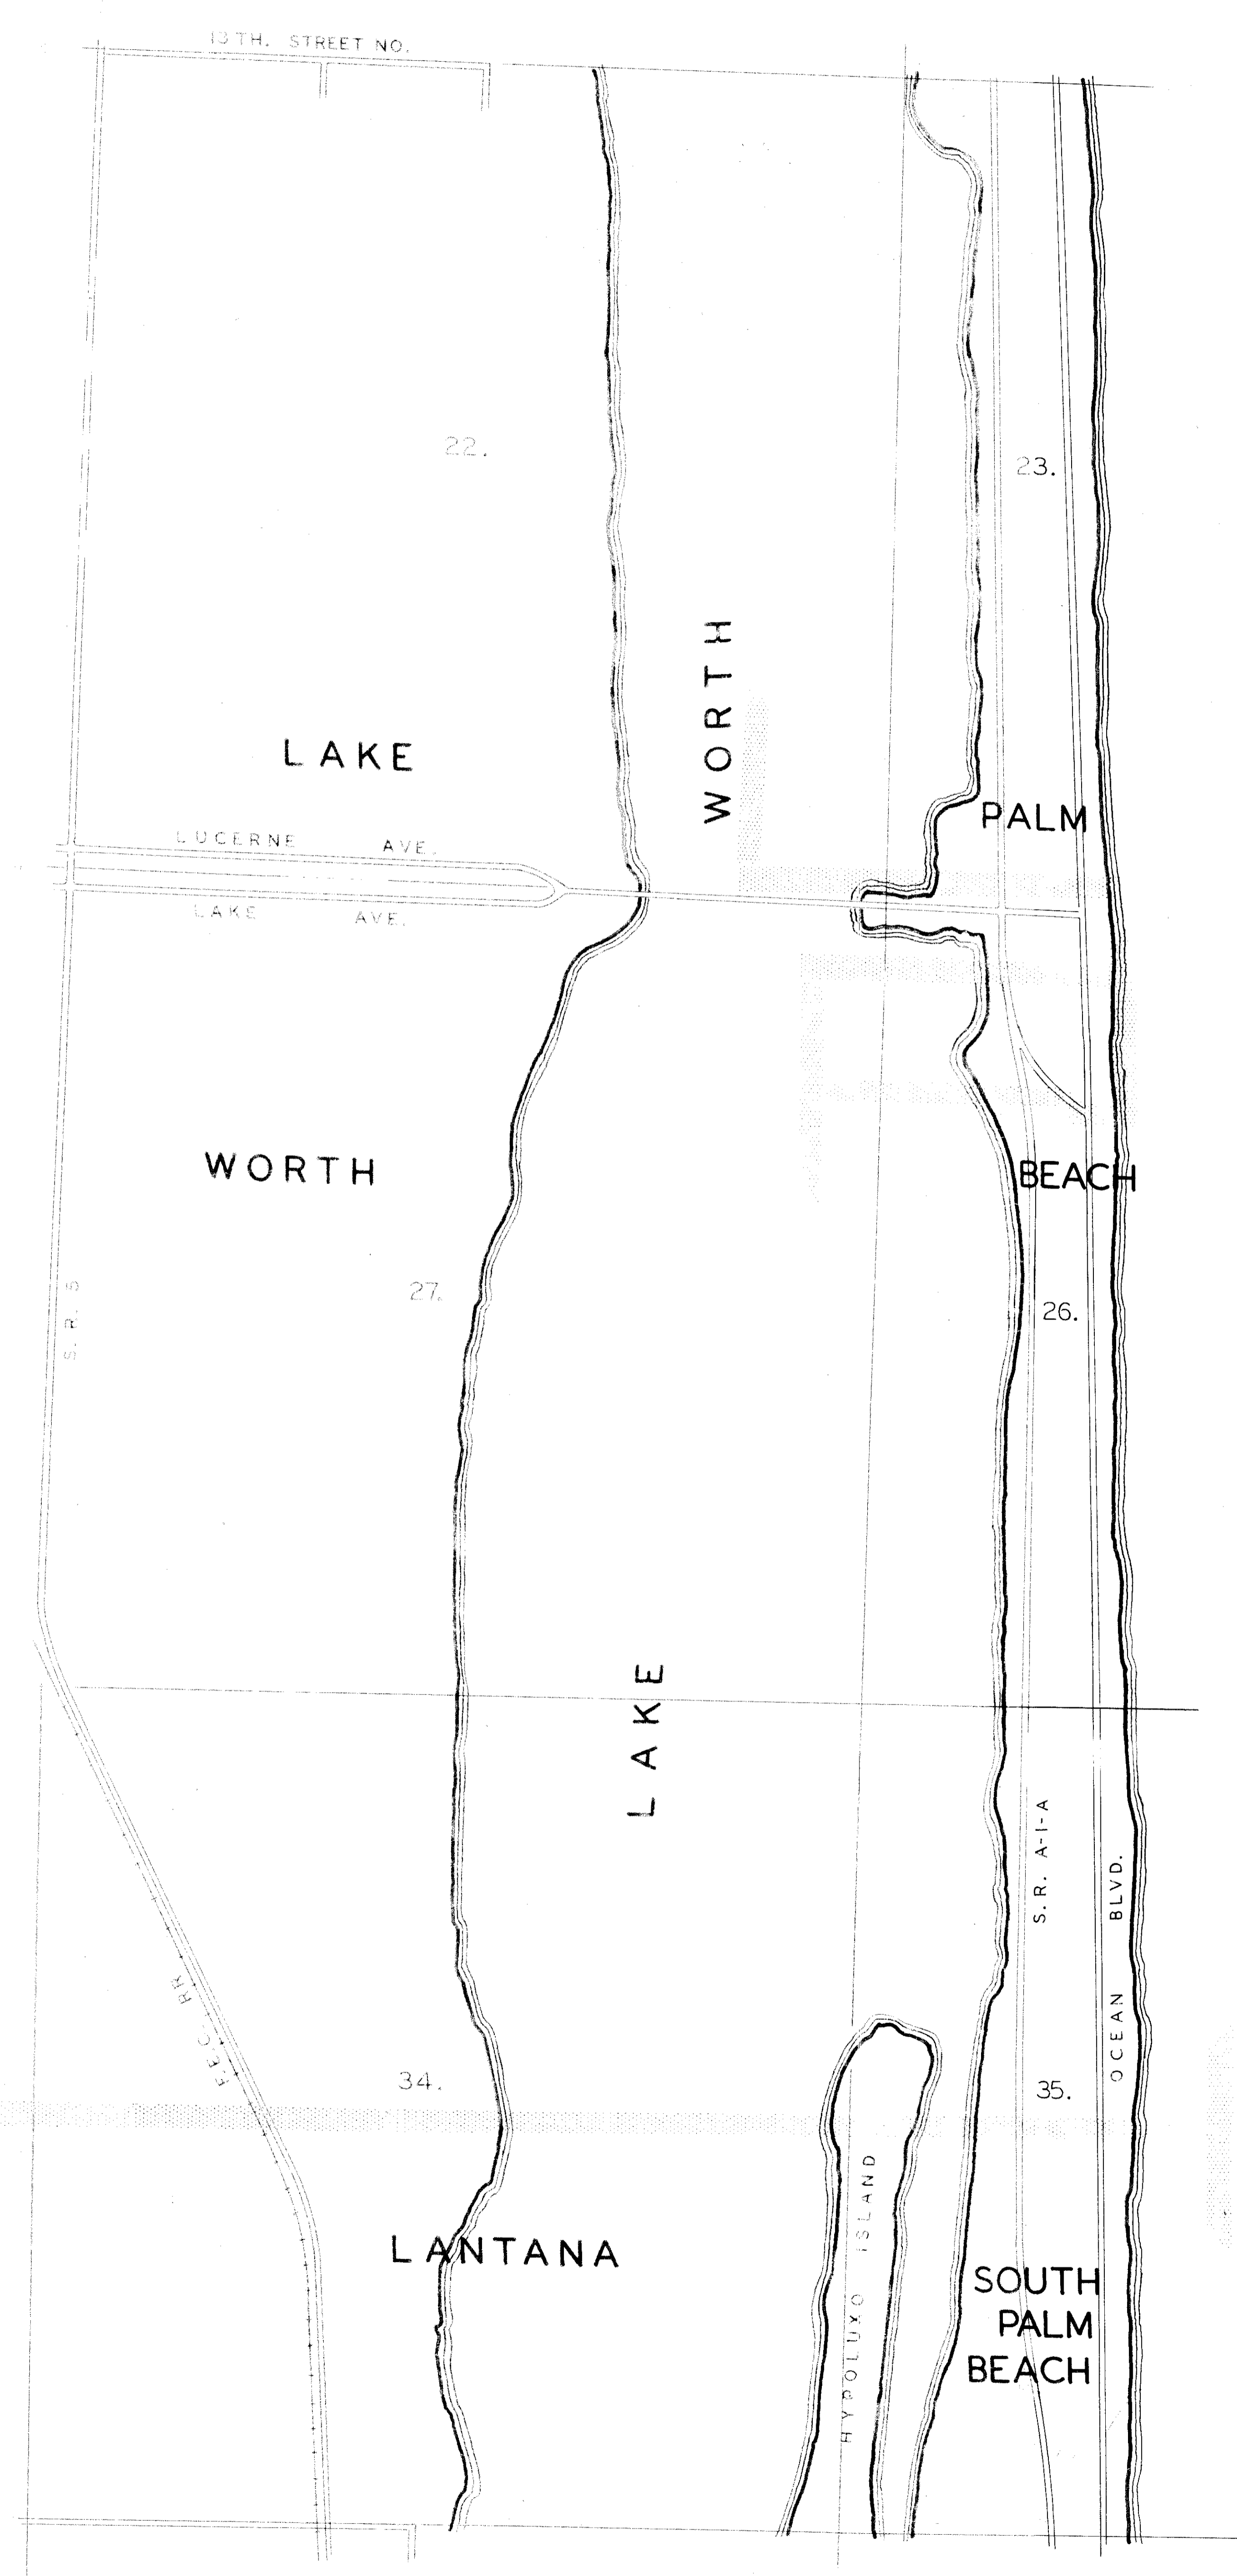 13TH. STREET NO.
22.
23.
WORTH
LAKE
PALM
LUCERNE AVE.
LAKE AVE.
WORTH
BEACH
S. R. 5
27.
26.
LAKE
S. R. A-1-A
OCEAN BLVD.
F.E.C. RR
34.
35.
HYPOLUXO ISLAND
LANTANA
SOUTH
PALM
BEACH